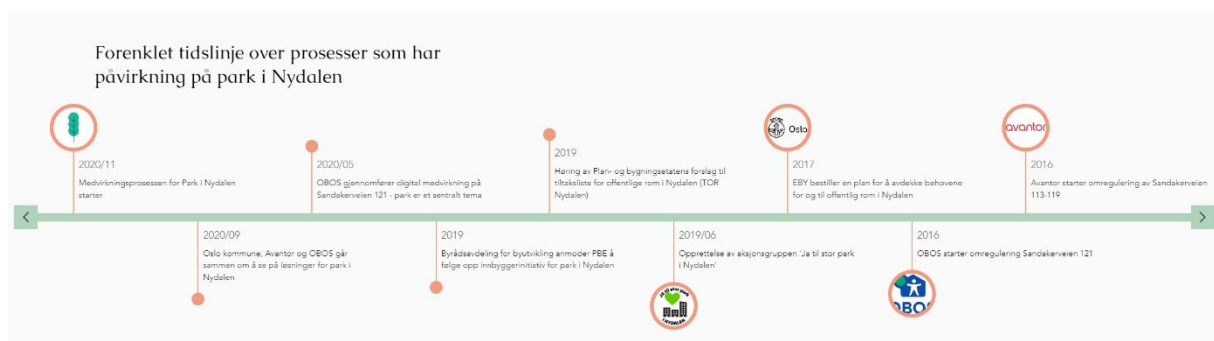 Forenklet tidslinje over prosesser som har
påvirkning på park i Nydalen
Oslo
avantor
2020/11
Medvirkningsprosessen for Park i Nydalen
starter
2020/05
OBOS gjennomfører digital medvirkning på
Sandakerveien 121 - park er et sentralt tema
2019
Høring av Plan- og bygningsetatens forslag til
tiltaksliste for offentlige rom i Nydalen (TOR
Nydalen)
2017
EBY bestiller en plan for å avdekke behovene
for og til offentlig rom i Nydalen
2016
Avantor starter omregulering av Sandakerveien
113-119
2020/09
Oslo kommune, Avantor og OBOS går
sammen om å se på løsninger for park i
Nydalen
2019
Byrådsavdeling for byutvikling anmoder PBE å
følge opp innbyggerinitiativ for park i Nydalen
2019/06
Opprettelse av aksjonsgruppen 'Ja til stor park
i Nydalen'
2016
OBOS starter omregulering Sandakerveien 121
Ja til stor park
i NYDALEN
OBOS